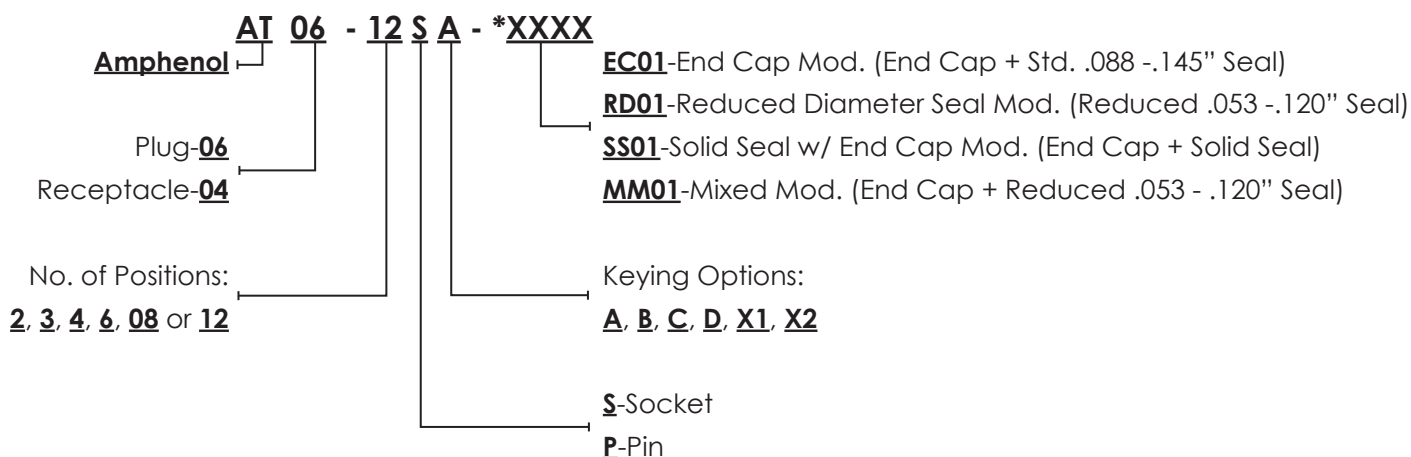 AT 06 - 12 S A - *XXXX
Amphenol
Plug-06
Receptacle-04
No. of Positions:
2, 3, 4, 6, 08 or 12
EC01-End Cap Mod. (End Cap + Std. .088 -.145” Seal)
RD01-Reduced Diameter Seal Mod. (Reduced .053 -.120” Seal)
SS01-Solid Seal w/ End Cap Mod. (End Cap + Solid Seal)
MM01-Mixed Mod. (End Cap + Reduced .053 - .120” Seal)
Keying Options:
A, B, C, D, X1, X2
S-Socket
P-Pin